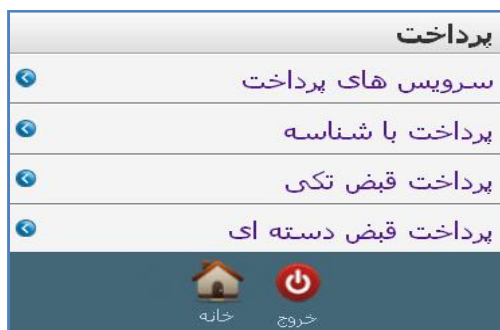 پرداخت
سرویس های پرداخت
پرداخت با شناسه
پرداخت قبض تکی
پرداخت قبض دسته ای
خروج
خانه